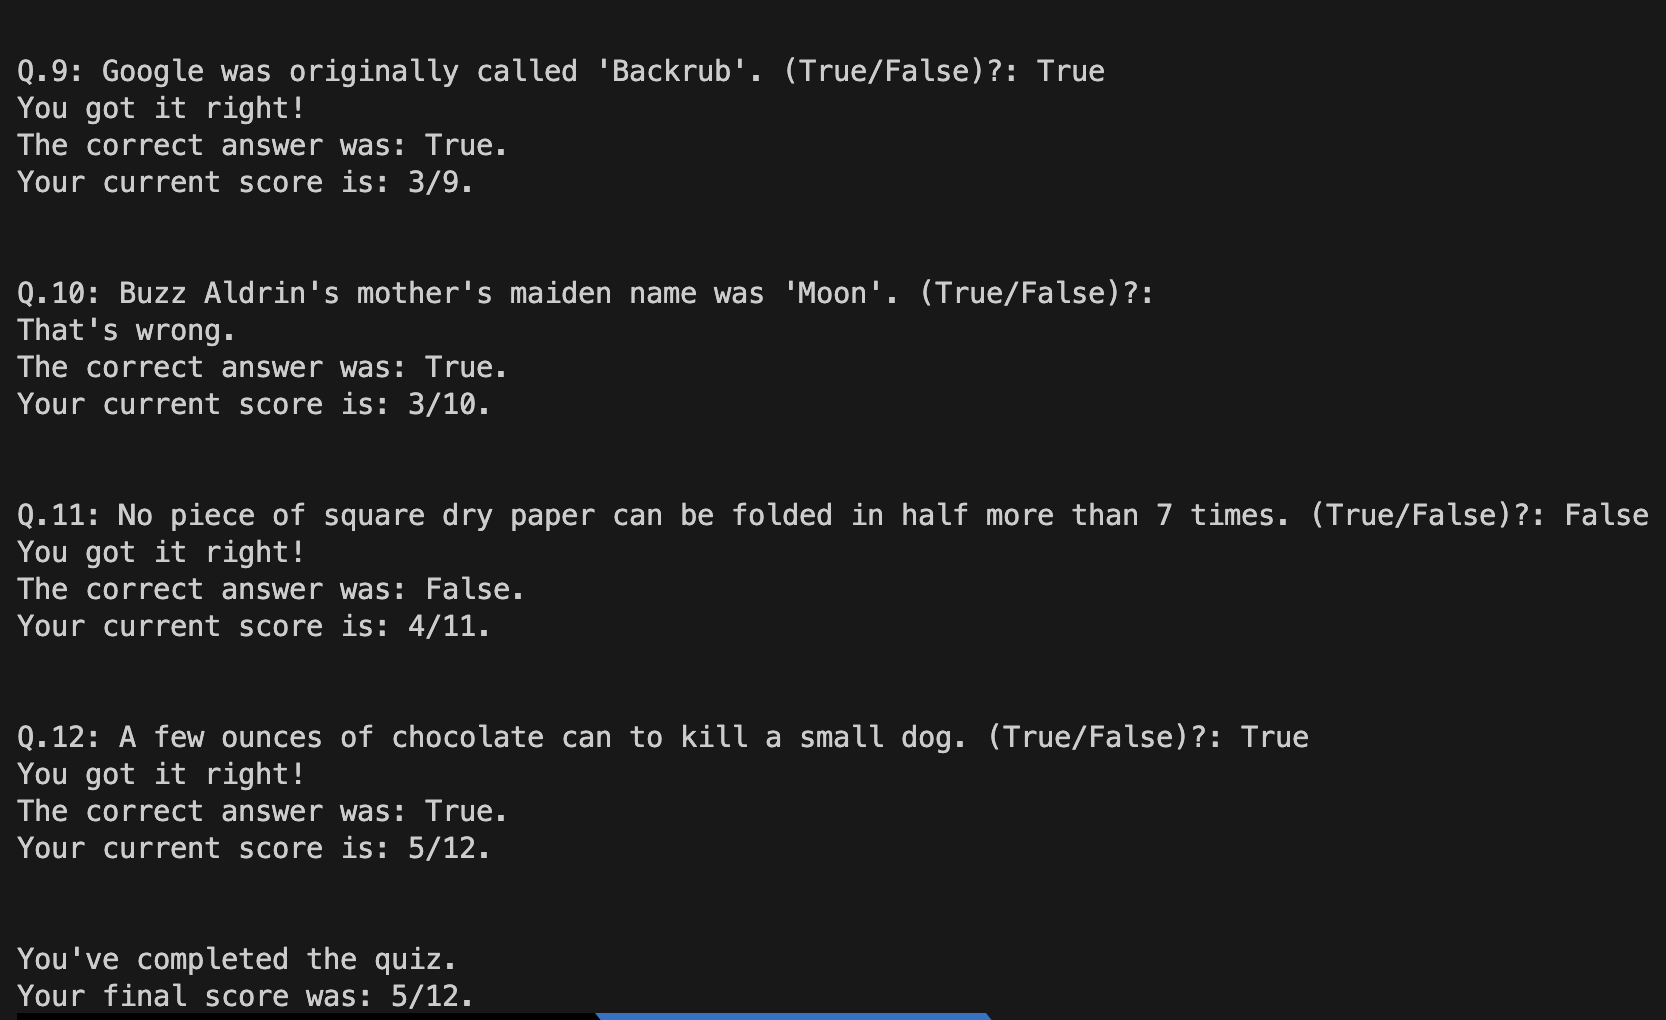 Q.9: Google was originally called 'Backrub'. (True/False)?: True
You got it right!
The correct answer was: True.
Your current score is: 3/9.
Q.10: Buzz Aldrin's mother's maiden name was 'Moon'. (True/False)?:
That's wrong.
The correct answer was: True.
Your current score is: 3/10.
Q.11: No piece of square dry paper can be folded in half more than 7 times. (True/False)?: False
You got it right!
The correct answer was: False.
Your current score is: 4/11.
Q.12: A few ounces of chocolate can to kill a small dog. (True/False)?: True
You got it right!
The correct answer was: True.
Your current score is: 5/12.
You've completed the quiz.
Your final score was: 5/12.